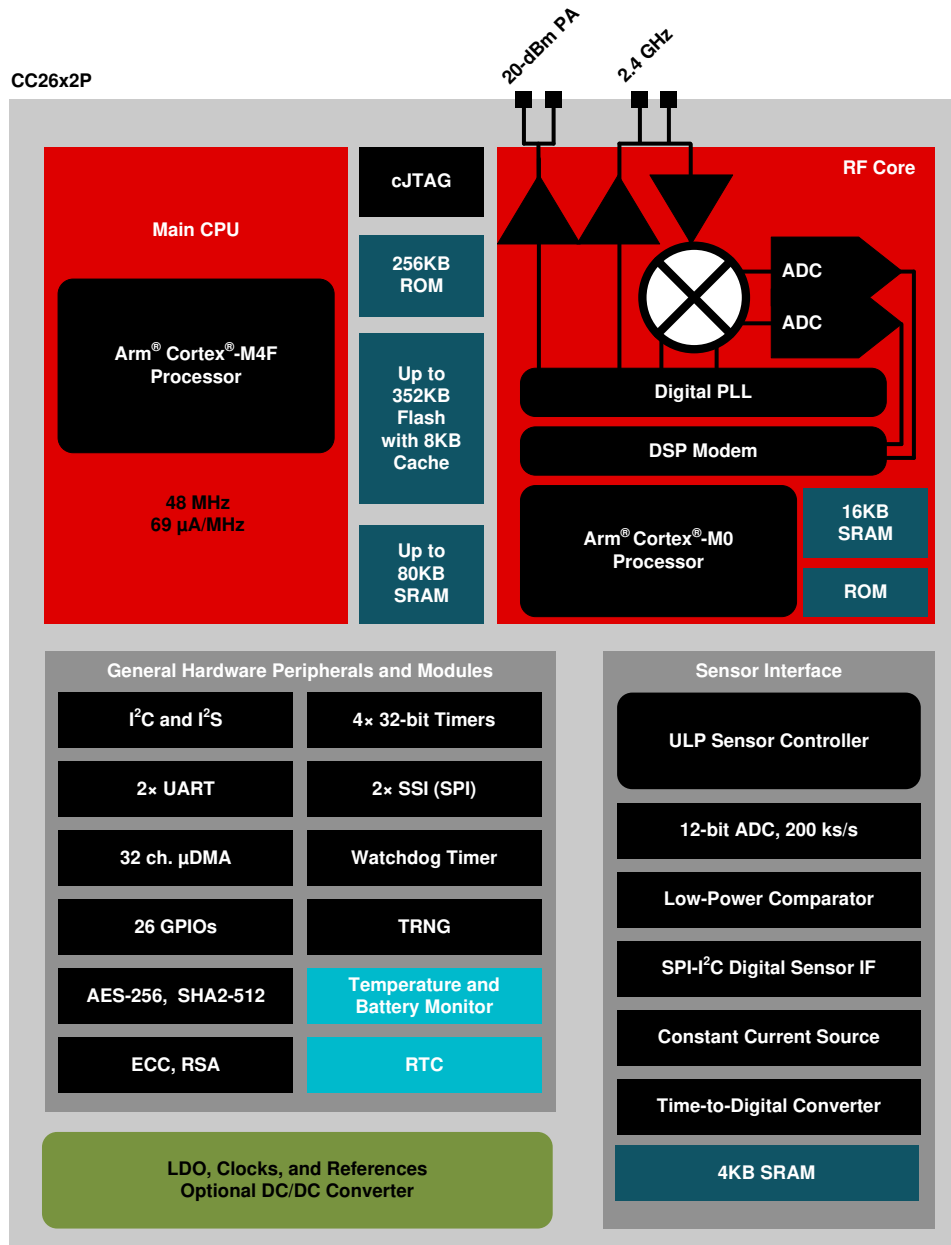 20-dBm PA
2.4 GHz
CC26x2P
Main CPU
Arm® Cortex®-M4F
Processor
48 MHz
69 µA/MHz
cJTAG
256KB
ROM
Up to
352KB
Flash
with 8KB
Cache
Up to
80KB
SRAM
RF Core
ADC
ADC
Digital PLL
DSP Modem
Arm® Cortex®-M0
Processor
16KB
SRAM
ROM
General Hardware Peripherals and Modules
I²C and I²S
4× 32-bit Timers
2× UART
2× SSI (SPI)
32 ch. µDMA
Watchdog Timer
26 GPIOs
TRNG
AES-256, SHA2-512
Temperature and
Battery Monitor
ECC, RSA
RTC
LDO, Clocks, and References
Optional DC/DC Converter
Sensor Interface
ULP Sensor Controller
12-bit ADC, 200 ks/s
Low-Power Comparator
SPI-I²C Digital Sensor IF
Constant Current Source
Time-to-Digital Converter
4KB SRAM